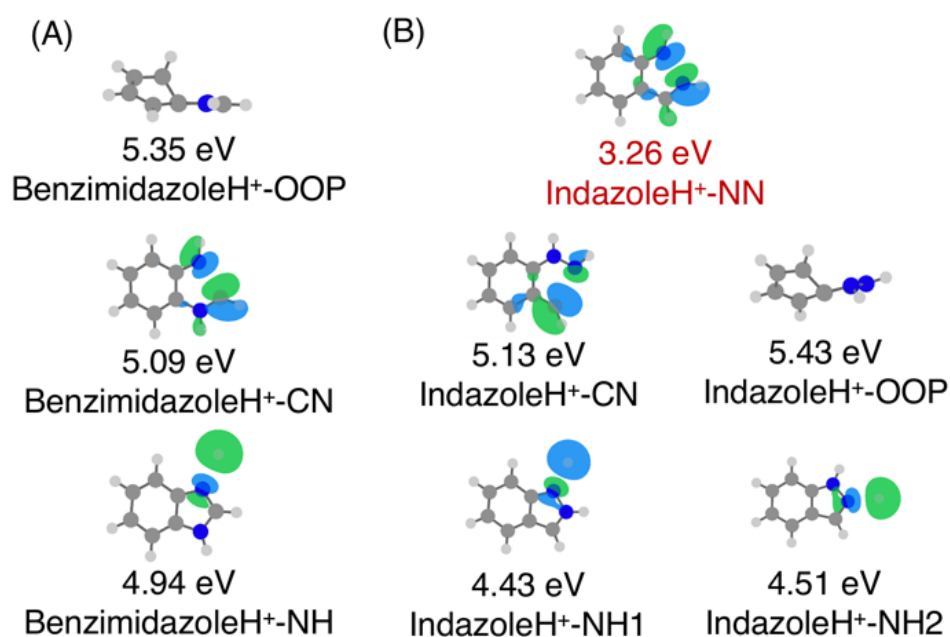 (A)
5.35 eV
BenzimidazoleH⁺-OOP
5.09 eV
BenzimidazoleH⁺-CN
4.94 eV
BenzimidazoleH⁺-NH
(B)
3.26 eV
IndazoleH⁺-NN
5.13 eV
IndazoleH⁺-CN
5.43 eV
IndazoleH⁺-OOP
4.43 eV
IndazoleH⁺-NH1
4.51 eV
IndazoleH⁺-NH2